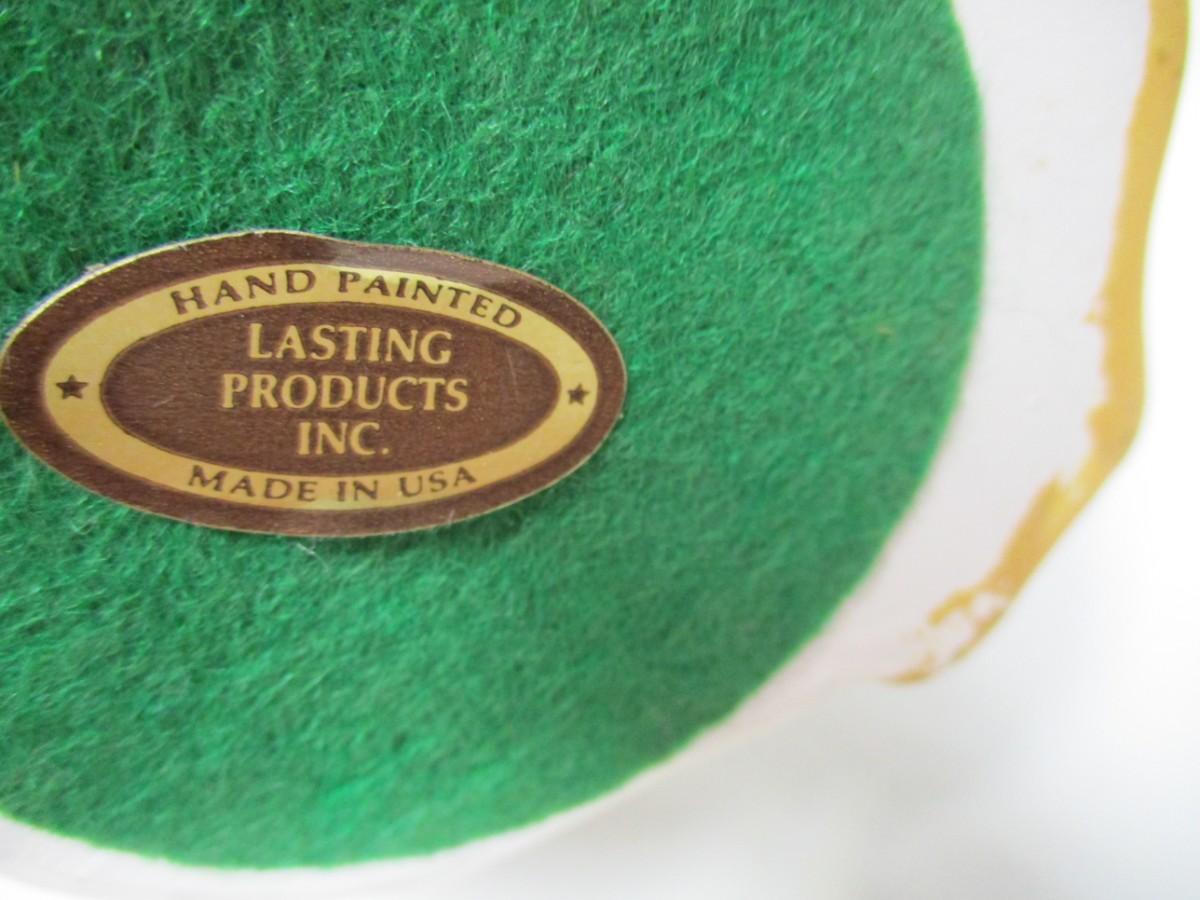 HAND PAINTED
LASTING
PRODUCTS
INC.
MADE IN USA